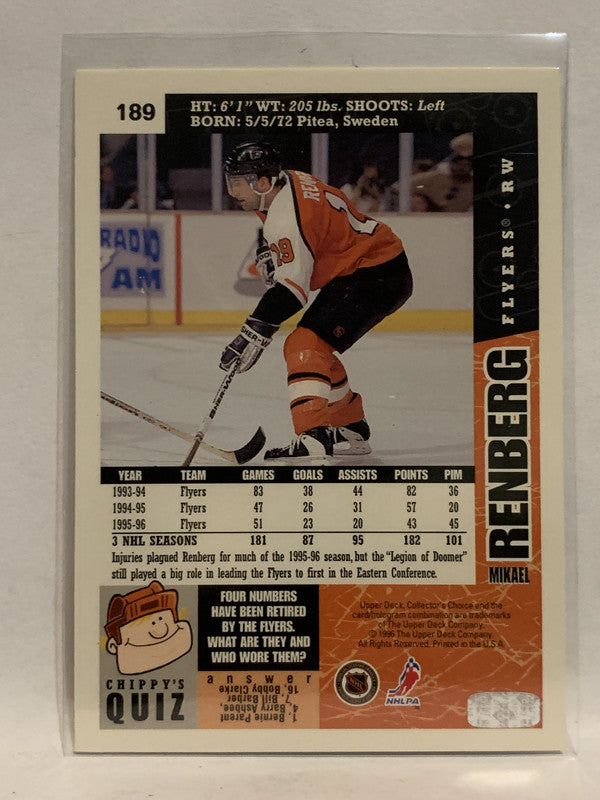 189
HT: 6' 1" WT: 205 lbs. SHOOTS: Left
BORN: 5/5/72 Pitea, Sweden
RADIO
AM
19
SHER-W
SHER-WOOD
FLYERS® • RW
MIKAEL
RENBERG
YEAR TEAM GAMES GOALS ASSISTS POINTS PIM
1993-94 Flyers 83 38 44 82 36
1994-95 Flyers 47 26 31 57 20
1995-96 Flyers 51 23 20 43 45
3 NHL SEASONS 181 87 95 182 101
Injuries plagued Renberg for much of the 1995-96 season, but the "Legion of Doomer"
still played a big role in leading the Flyers to first in the Eastern Conference.
CHIPPY'S
QUIZ
FOUR NUMBERS
HAVE BEEN RETIRED
BY THE FLYERS.
WHAT ARE THEY AND
WHO WORE THEM?
answer
1, Bernie Parent
4, Barry Ashbee,
7, Bill Barber
16, Bobby Clarke
Upper Deck, Collector's Choice and the
card/hologram combination are trademarks
of The Upper Deck Company.
© 1996 The Upper Deck Company.
All Rights Reserved. Printed in the U.S.A.
NHLPA